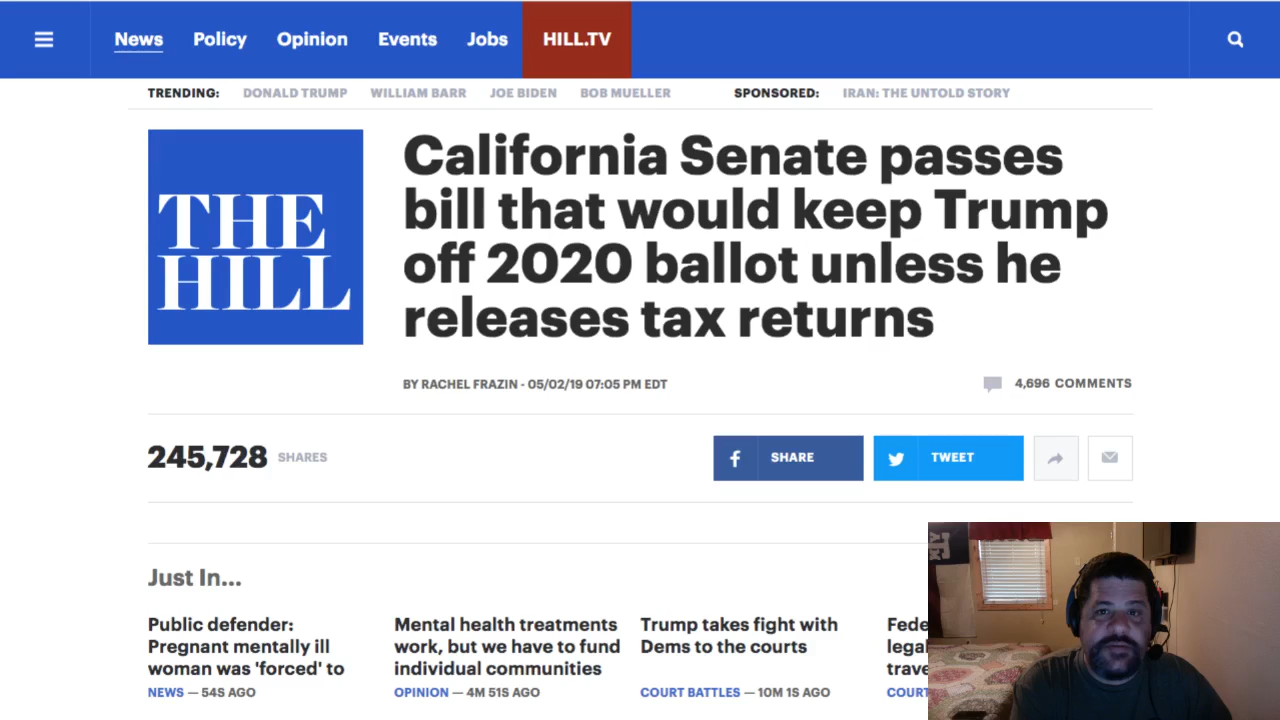 News Policy Opinion Events Jobs HILL.TV
TRENDING: DONALD TRUMP WILLIAM BARR JOE BIDEN BOB MUELLER SPONSORED: IRAN: THE UNTOLD STORY
THE
HILL
California Senate passes
bill that would keep Trump
off 2020 ballot unless he
releases tax returns
BY RACHEL FRAZIN - 05/02/19 07:05 PM EDT
4,696 COMMENTS
245,728 SHARES
SHARE
TWEET
Just In...
Public defender:
Pregnant mentally ill
woman was 'forced' to
NEWS — 54S AGO
Mental health treatments
work, but we have to fund
individual communities
OPINION — 4M 51S AGO
Trump takes fight with
Dems to the courts
COURT BATTLES — 10M 1S AGO